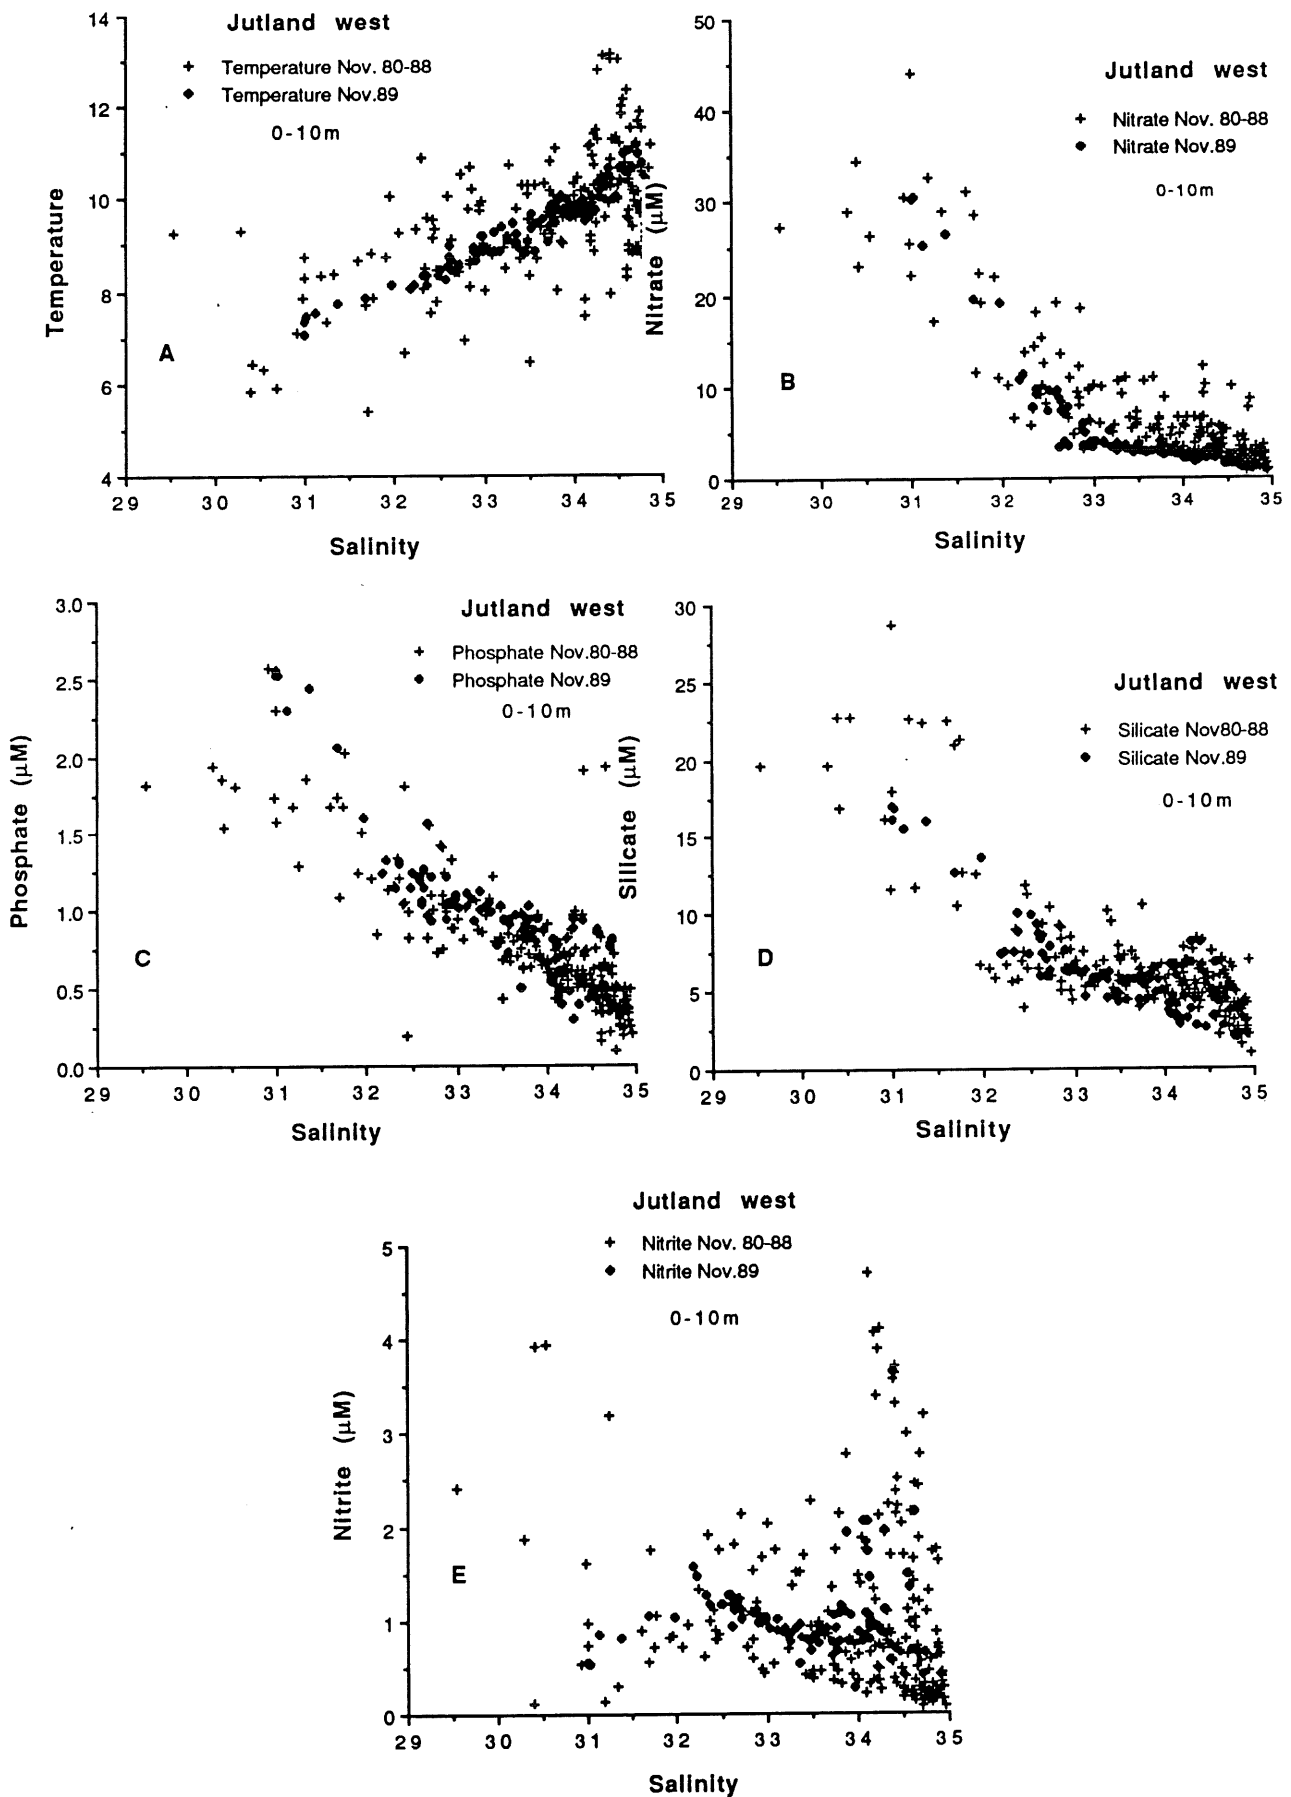 Jutland west
+ Temperature Nov. 80-88
Temperature Nov.89
0-10m
14
12
10
8
6
4
Temperature
A
29 30 31 32 33 34 35
Salinity
Jutland west
+ Nitrate Nov. 80-88
Nitrate Nov.89
0-10m
50
40
30
20
10
0
Nitrate (µM)
B
29 30 31 32 33 34 35
Salinity
Jutland west
+ Phosphate Nov.80-88
Phosphate Nov.89
0-10m
3.0
2.5
2.0
1.5
1.0
0.5
0.0
Phosphate (µM)
C
29 30 31 32 33 34 35
Salinity
Jutland west
+ Silicate Nov80-88
Silicate Nov.89
0-10m
30
25
20
15
10
5
0
Silicate (µM)
D
29 30 31 32 33 34 35
Salinity
Jutland west
+ Nitrite Nov. 80-88
Nitrite Nov.89
0-10m
5
4
3
2
1
0
Nitrite (µM)
E
29 30 31 32 33 34 35
Salinity